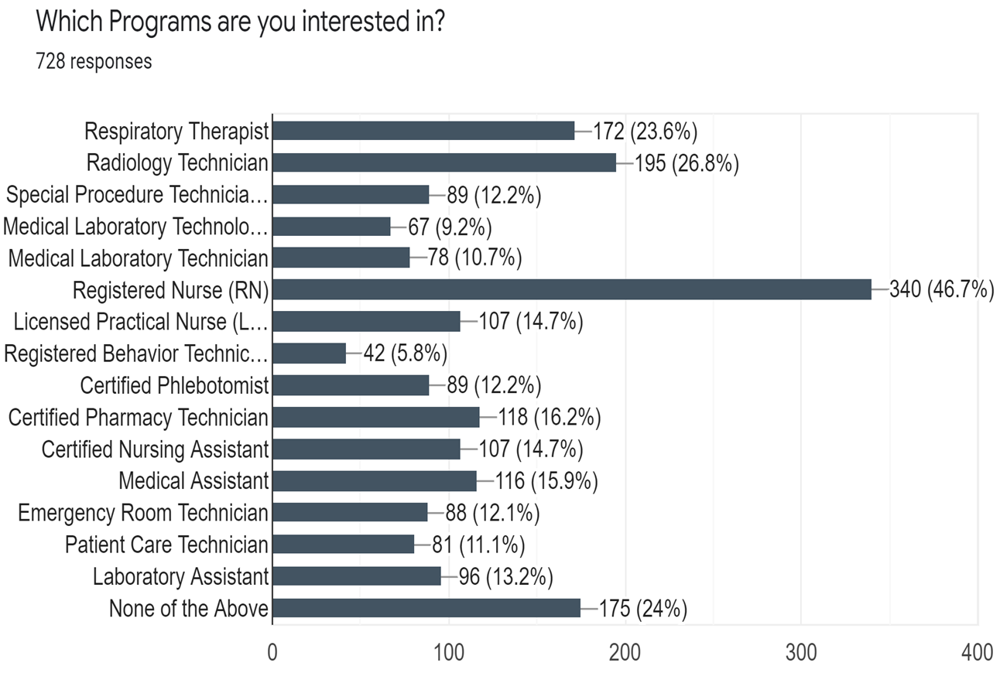 Which Programs are you interested in?
728 responses
Respiratory Therapist 172 (23.6%)
Radiology Technician 195 (26.8%)
Special Procedure Technicia… 89 (12.2%)
Medical Laboratory Technolo… 67 (9.2%)
Medical Laboratory Technician 78 (10.7%)
Registered Nurse (RN) 340 (46.7%)
Licensed Practical Nurse (L… 107 (14.7%)
Registered Behavior Technic… 42 (5.8%)
Certified Phlebotomist 89 (12.2%)
Certified Pharmacy Technician 118 (16.2%)
Certified Nursing Assistant 107 (14.7%)
Medical Assistant 116 (15.9%)
Emergency Room Technician 88 (12.1%)
Patient Care Technician 81 (11.1%)
Laboratory Assistant 96 (13.2%)
None of the Above 175 (24%)
0 100 200 300 400